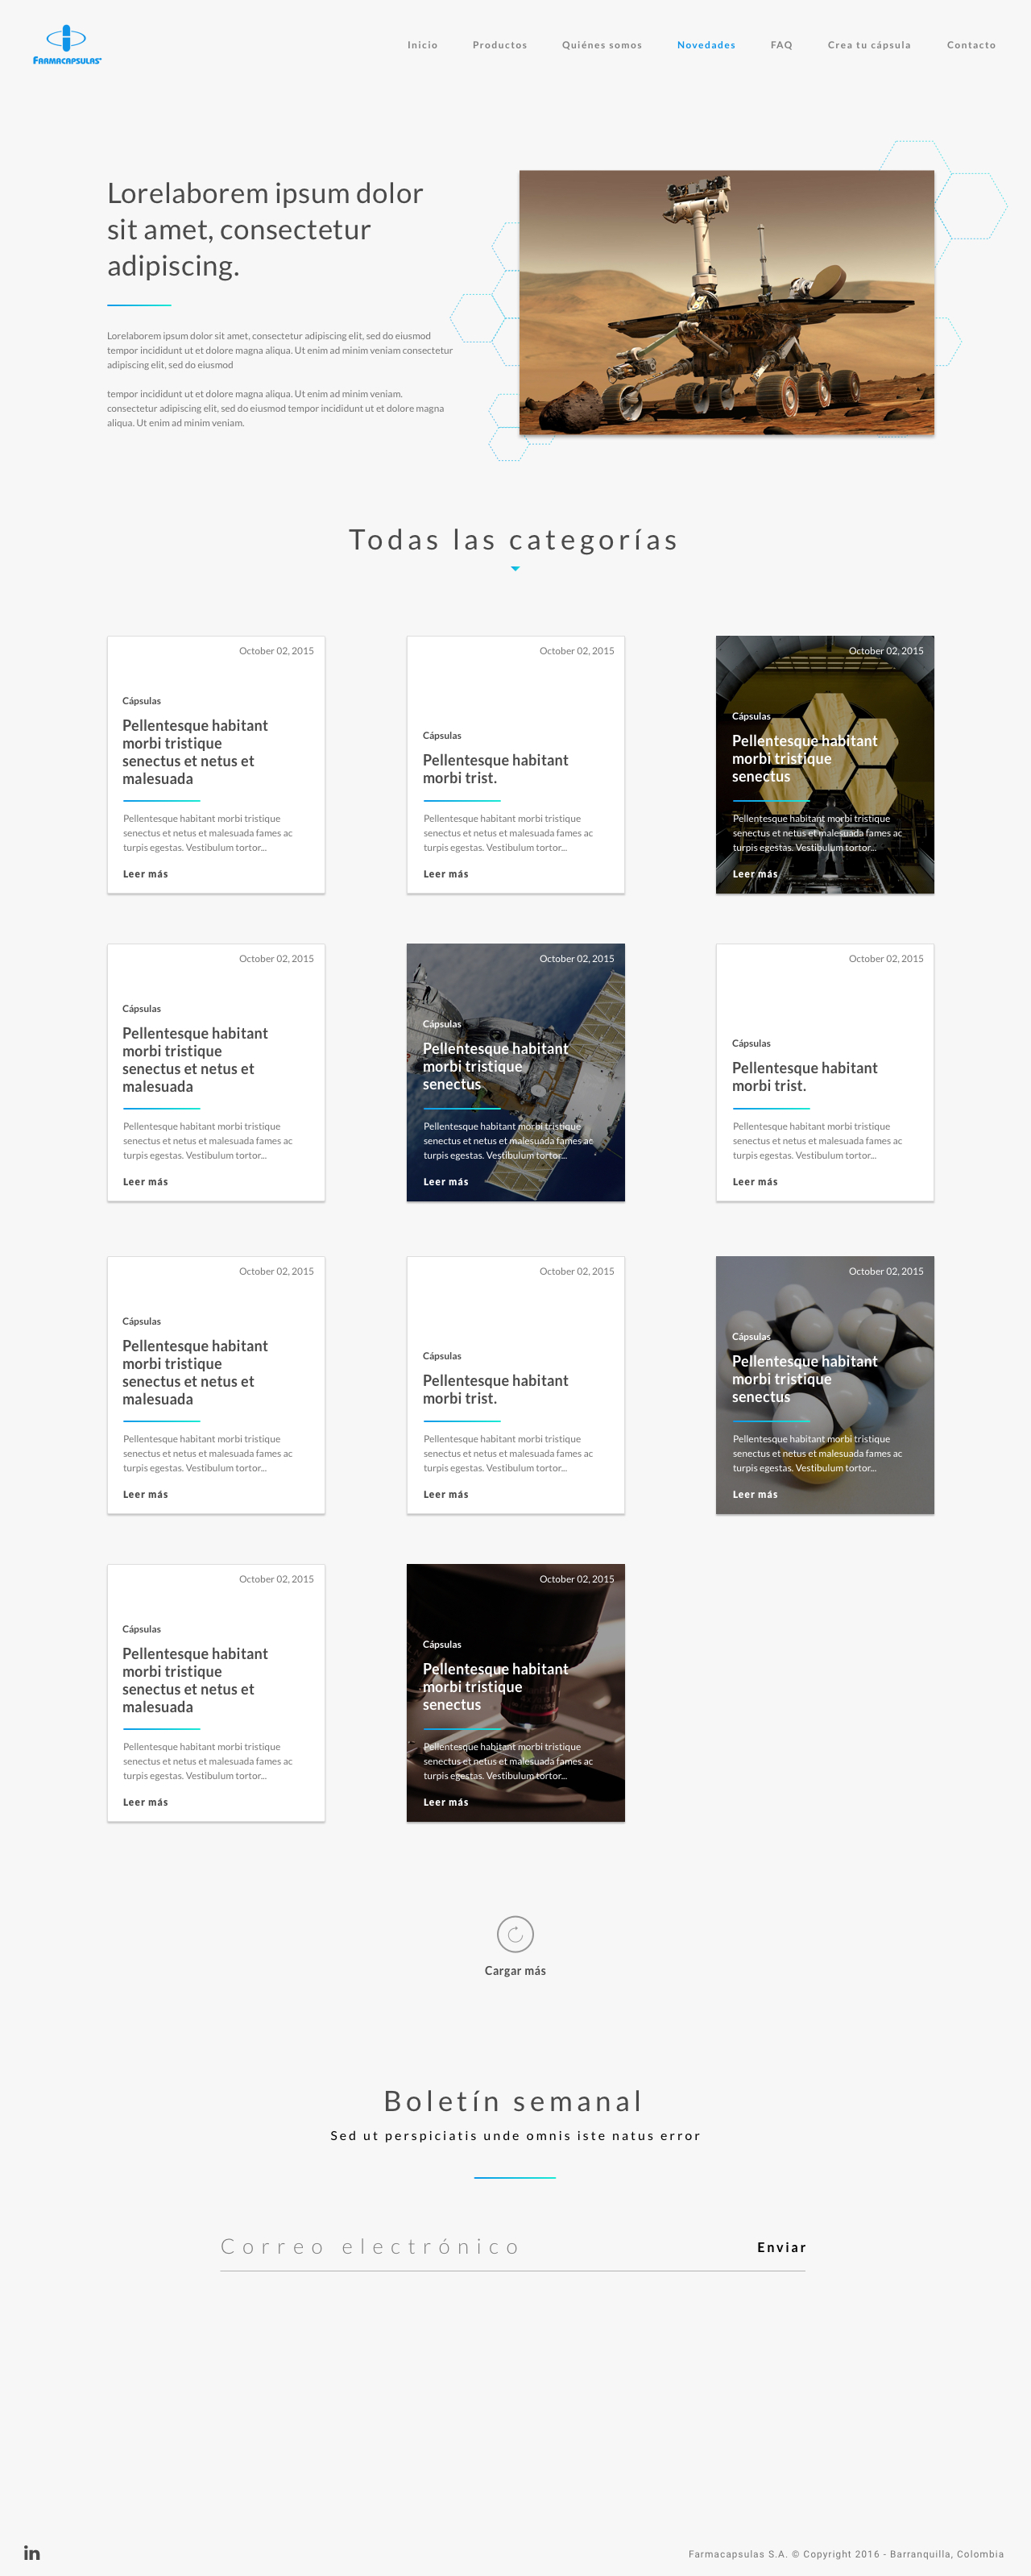 FARMACAPSULAS
Inicio
Productos
Quiénes somos
Novedades
FAQ
Crea tu cápsula
Contacto
Lorelaborem ipsum dolor
sit amet, consectetur
adipiscing.
Lorelaborem ipsum dolor sit amet, consectetur adipiscing elit, sed do eiusmod
tempor incididunt ut et dolore magna aliqua. Ut enim ad minim veniam consectetur
adipiscing elit, sed do eiusmod
tempor incididunt ut et dolore magna aliqua. Ut enim ad minim veniam.
consectetur adipiscing elit, sed do eiusmod tempor incididunt ut et dolore magna
aliqua. Ut enim ad minim veniam.
Todas las categorías
October 02, 2015
Cápsulas
Pellentesque habitant
morbi tristique
senectus et netus et
malesuada
Pellentesque habitant morbi tristique
senectus et netus et malesuada fames ac
turpis egestas. Vestibulum tortor...
Leer más
October 02, 2015
Cápsulas
Pellentesque habitant
morbi trist.
Pellentesque habitant morbi tristique
senectus et netus et malesuada fames ac
turpis egestas. Vestibulum tortor...
Leer más
October 02, 2015
Cápsulas
Pellentesque habitant
morbi tristique
senectus
Pellentesque habitant morbi tristique
senectus et netus et malesuada fames ac
turpis egestas. Vestibulum tortor...
Leer más
October 02, 2015
Cápsulas
Pellentesque habitant
morbi tristique
senectus et netus et
malesuada
Pellentesque habitant morbi tristique
senectus et netus et malesuada fames ac
turpis egestas. Vestibulum tortor...
Leer más
October 02, 2015
Cápsulas
Pellentesque habitant
morbi tristique
senectus
Pellentesque habitant morbi tristique
senectus et netus et malesuada fames ac
turpis egestas. Vestibulum tortor...
Leer más
October 02, 2015
Cápsulas
Pellentesque habitant
morbi trist.
Pellentesque habitant morbi tristique
senectus et netus et malesuada fames ac
turpis egestas. Vestibulum tortor...
Leer más
October 02, 2015
Cápsulas
Pellentesque habitant
morbi tristique
senectus et netus et
malesuada
Pellentesque habitant morbi tristique
senectus et netus et malesuada fames ac
turpis egestas. Vestibulum tortor...
Leer más
October 02, 2015
Cápsulas
Pellentesque habitant
morbi trist.
Pellentesque habitant morbi tristique
senectus et netus et malesuada fames ac
turpis egestas. Vestibulum tortor...
Leer más
October 02, 2015
Cápsulas
Pellentesque habitant
morbi tristique
senectus
Pellentesque habitant morbi tristique
senectus et netus et malesuada fames ac
turpis egestas. Vestibulum tortor...
Leer más
October 02, 2015
Cápsulas
Pellentesque habitant
morbi tristique
senectus et netus et
malesuada
Pellentesque habitant morbi tristique
senectus et netus et malesuada fames ac
turpis egestas. Vestibulum tortor...
Leer más
October 02, 2015
Cápsulas
Pellentesque habitant
morbi tristique
senectus
Pellentesque habitant morbi tristique
senectus et netus et malesuada fames ac
turpis egestas. Vestibulum tortor...
Leer más
Cargar más
Boletín semanal
Sed ut perspiciatis unde omnis iste natus error
Correo electrónico
Enviar
in
Farmacapsulas S.A. © Copyright 2016 - Barranquilla, Colombia